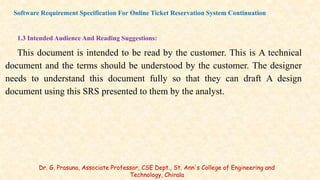 Software Requirement Specification For Online Ticket Reservation System Continuation
1.3 Intended Audience And Reading Suggestions:
This document is intended to be read by the customer. This is A technical
document and the terms should be understood by the customer. The designer
needs to understand this document fully so that they can draft A design
document using this SRS presented to them by the analyst.
Dr. G. Prasuna, Associate Professor, CSE Dept., St. Ann's College of Engineering and
Technology, Chirala